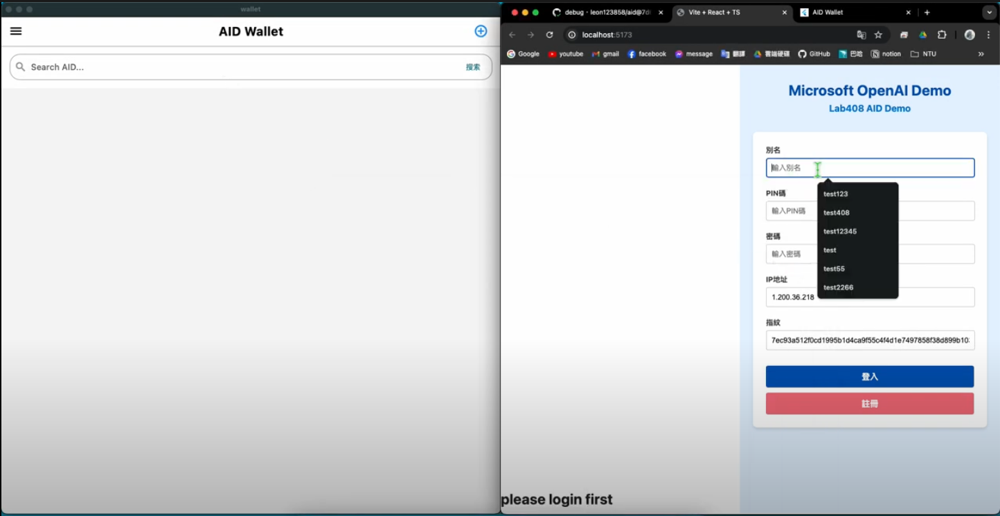 wallet
AID Wallet
Search AID...
搜索
debug · leon123858/aid@7d
Vite + React + TS
AID Wallet
localhost:5173
Google
youtube
gmail
facebook
message
翻譯
雲端硬碟
GitHub
巴哈
notion
NTU
Microsoft OpenAI Demo
Lab408 AID Demo
別名
輸入別名
test123
test408
test12345
test
test55
test2266
PIN碼
輸入PIN碼
密碼
輸入密碼
IP地址
1.200.36.218
指紋
7ec93a512f0cd1995b1d4ca9f55c4f4d1e7497858f38d899b10
登入
註冊
please login first